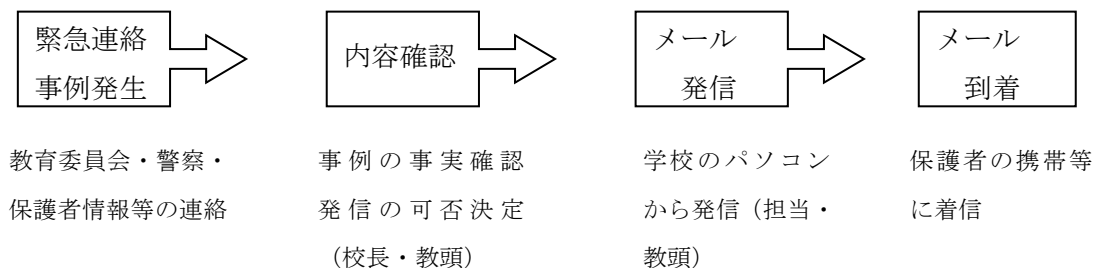 緊急連絡
事例発生
内容確認
メール
発信
メール
到着
教育委員会・警察・
保護者情報等の連絡
事例の事実確認
発信の可否決定
（校長・教頭）
学校のパソコン
から発信（担当・
教頭）
保護者の携帯等
に着信